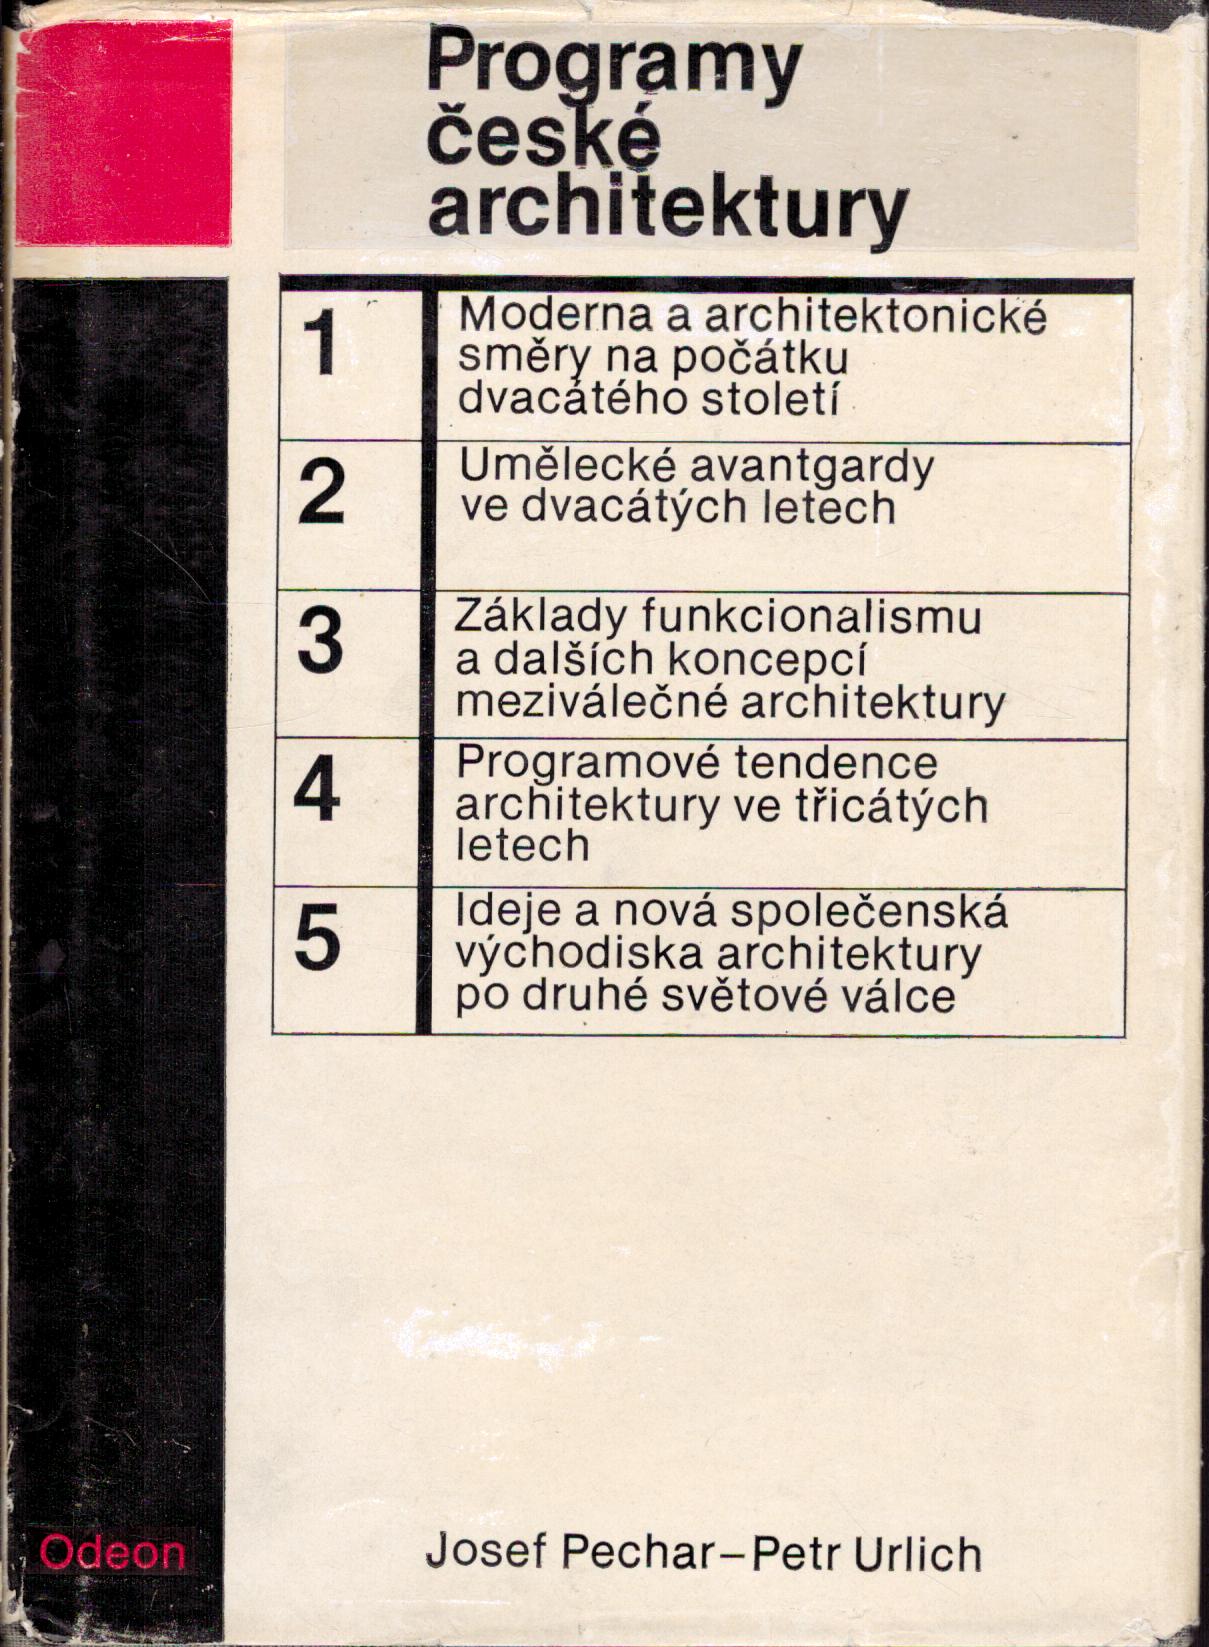 Programy
české
architektury
1
Moderna a architektonické
směry na počátku
dvacátého století
2
Umělecké avantgardy
ve dvacátých letech
3
Základy funkcionalismu
a dalších koncepcí
meziválečné architektury
4
Programové tendence
architektury ve třicátých
letech
5
Ideje a nová společenská
východiska architektury
po druhé světové válce
Odeon
Josef Pechar–Petr Urlich